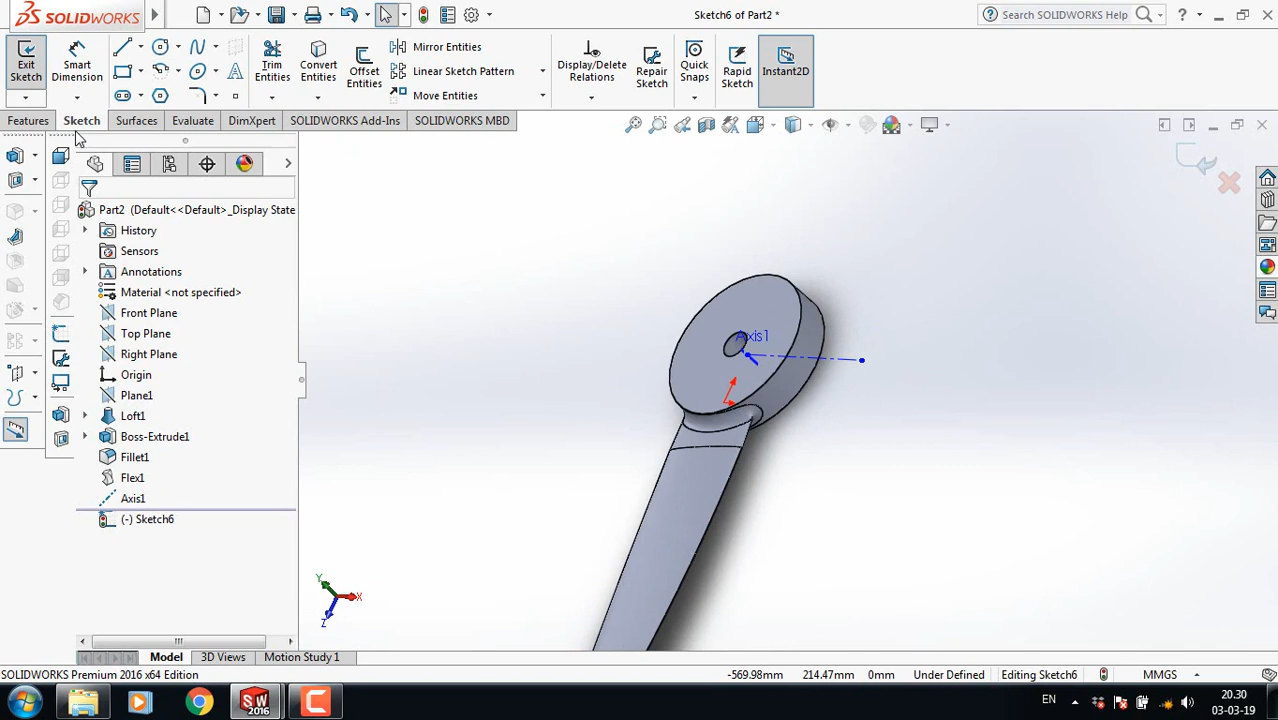 SOLIDWORKS
Sketch6 of Part2 *
Search SOLIDWORKS Help
?
Exit Sketch
Smart Dimension
Trim Entities
Convert Entities
Offset Entities
Mirror Entities
Linear Sketch Pattern
Move Entities
Display/Delete Relations
Repair Sketch
Quick Snaps
Rapid Sketch
Instant2D
Features
Sketch
Surfaces
Evaluate
DimXpert
SOLIDWORKS Add-Ins
SOLIDWORKS MBD
Part2 (Default<<Default>_Display State
History
Sensors
Annotations
Material <not specified>
Front Plane
Top Plane
Right Plane
Origin
Plane1
Loft1
Boss-Extrude1
Fillet1
Flex1
Axis1
(-) Sketch6
Axis1
Y
X
Z
Model
3D Views
Motion Study 1
SOLIDWORKS Premium 2016 x64 Edition
-569.98mm
214.47mm
0mm
Under Defined
Editing Sketch6
MMGS
SW
2016
EN
20.30
03-03-19